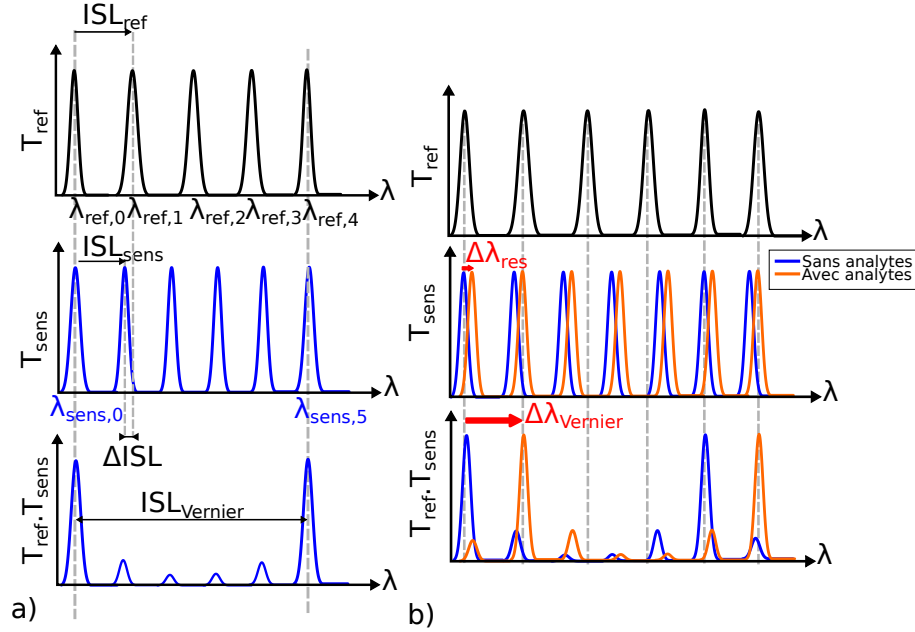 ISLref
Tref
λ
λref,0 λref,1 λref,2 λref,3 λref,4
ISLsens
Tsens
λ
λsens,0 λsens,5
ΔISL
ISLVernier
Tref.Tsens
λ
a)
Tref
λ
Sans analytes
Avec analytes
Δλres
Tsens
λ
ΔλVernier
Tref.Tsens
λ
b)